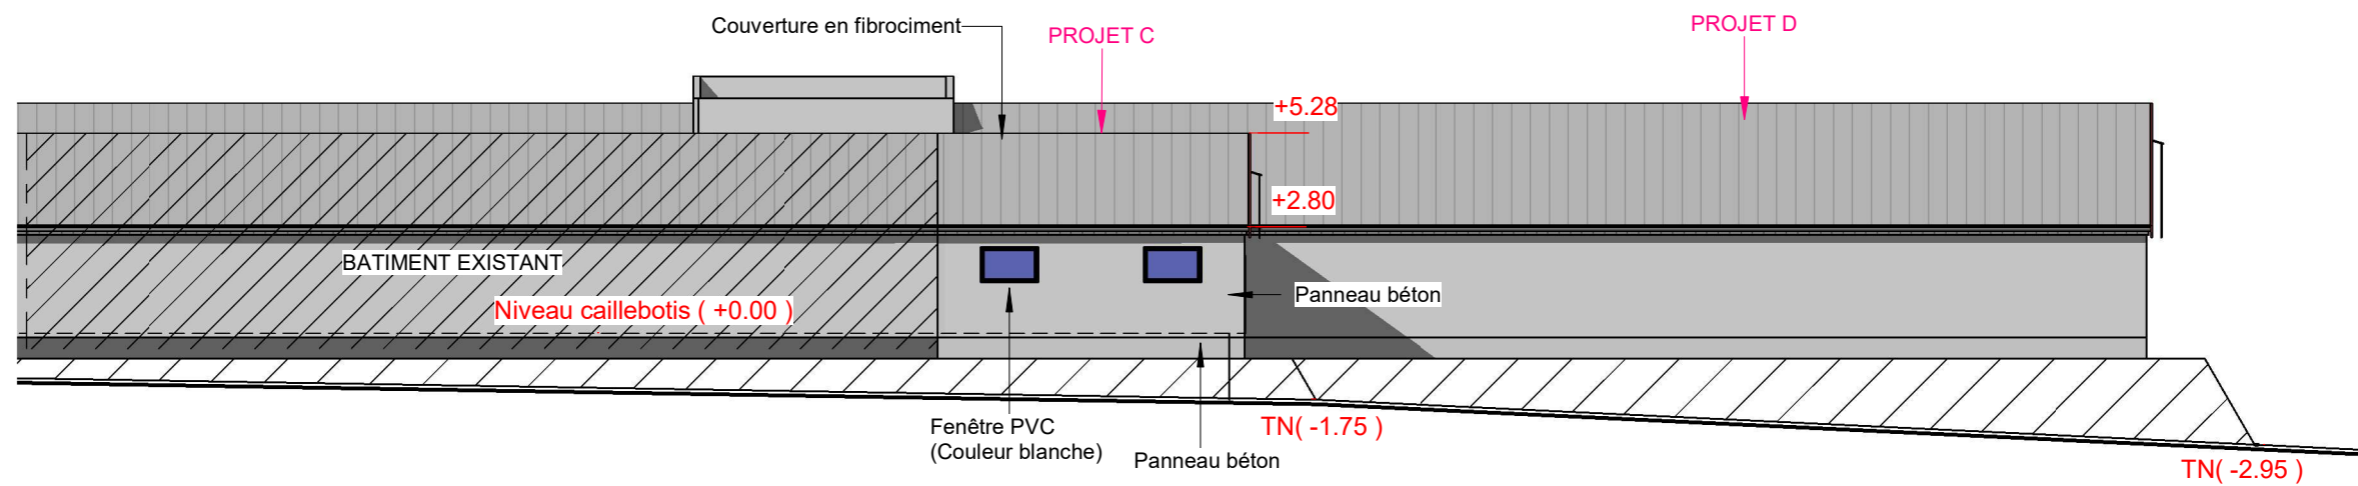 Couverture en fibrociment
PROJET C
PROJET D
+5.28
+2.80
BATIMENT EXISTANT
Niveau caillebotis ( +0.00 )
Panneau béton
Fenêtre PVC
(Couleur blanche)
Panneau béton
TN( -1.75 )
TN( -2.95 )